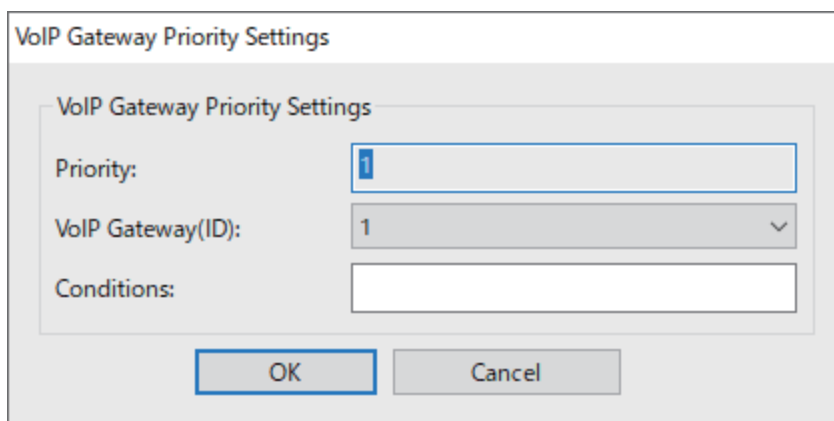 VoIP Gateway Priority Settings
VoIP Gateway Priority Settings
Priority: 1
VoIP Gateway(ID): 1
Conditions:
OK Cancel